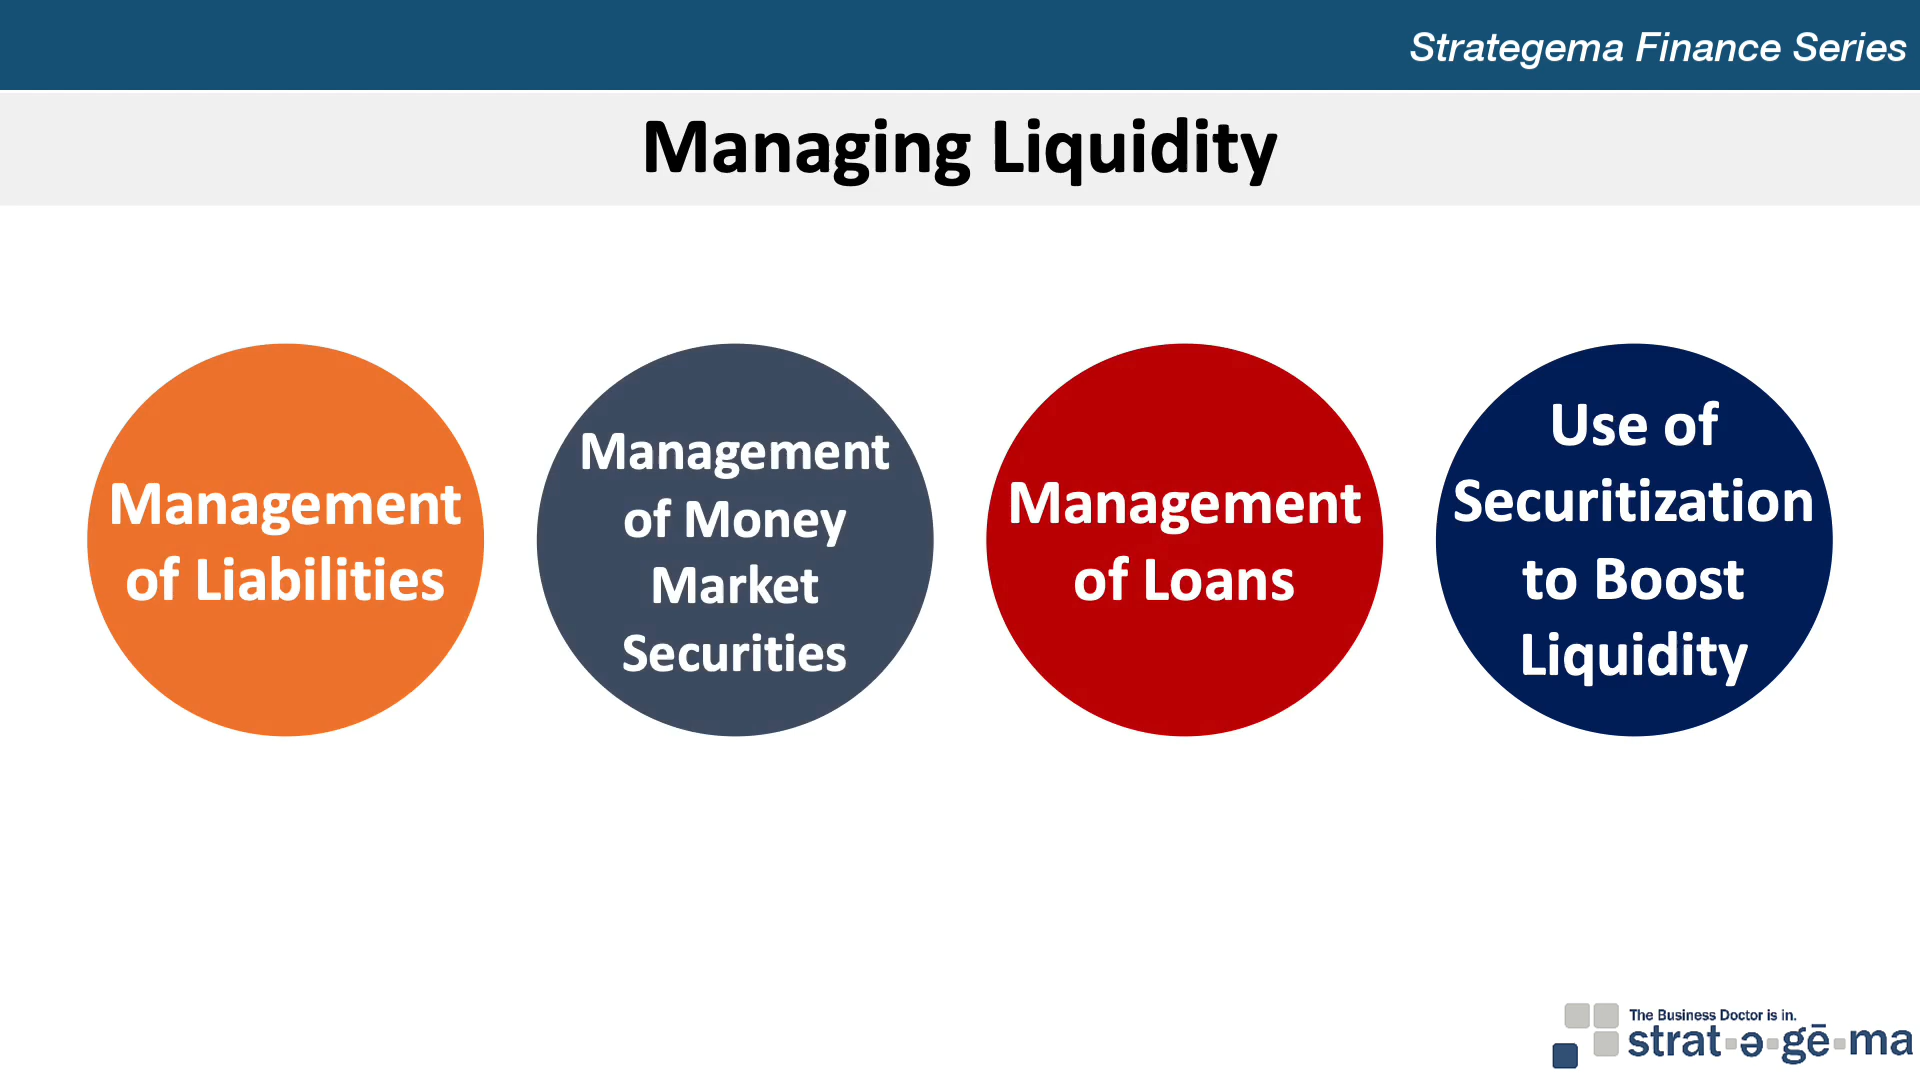 Strategema Finance Series
Managing Liquidity
Management
of Liabilities
Management
of Money
Market
Securities
Management
of Loans
Use of
Securitization
to Boost
Liquidity
The Business Doctor is in.
strat▪ə▪gē▪ma